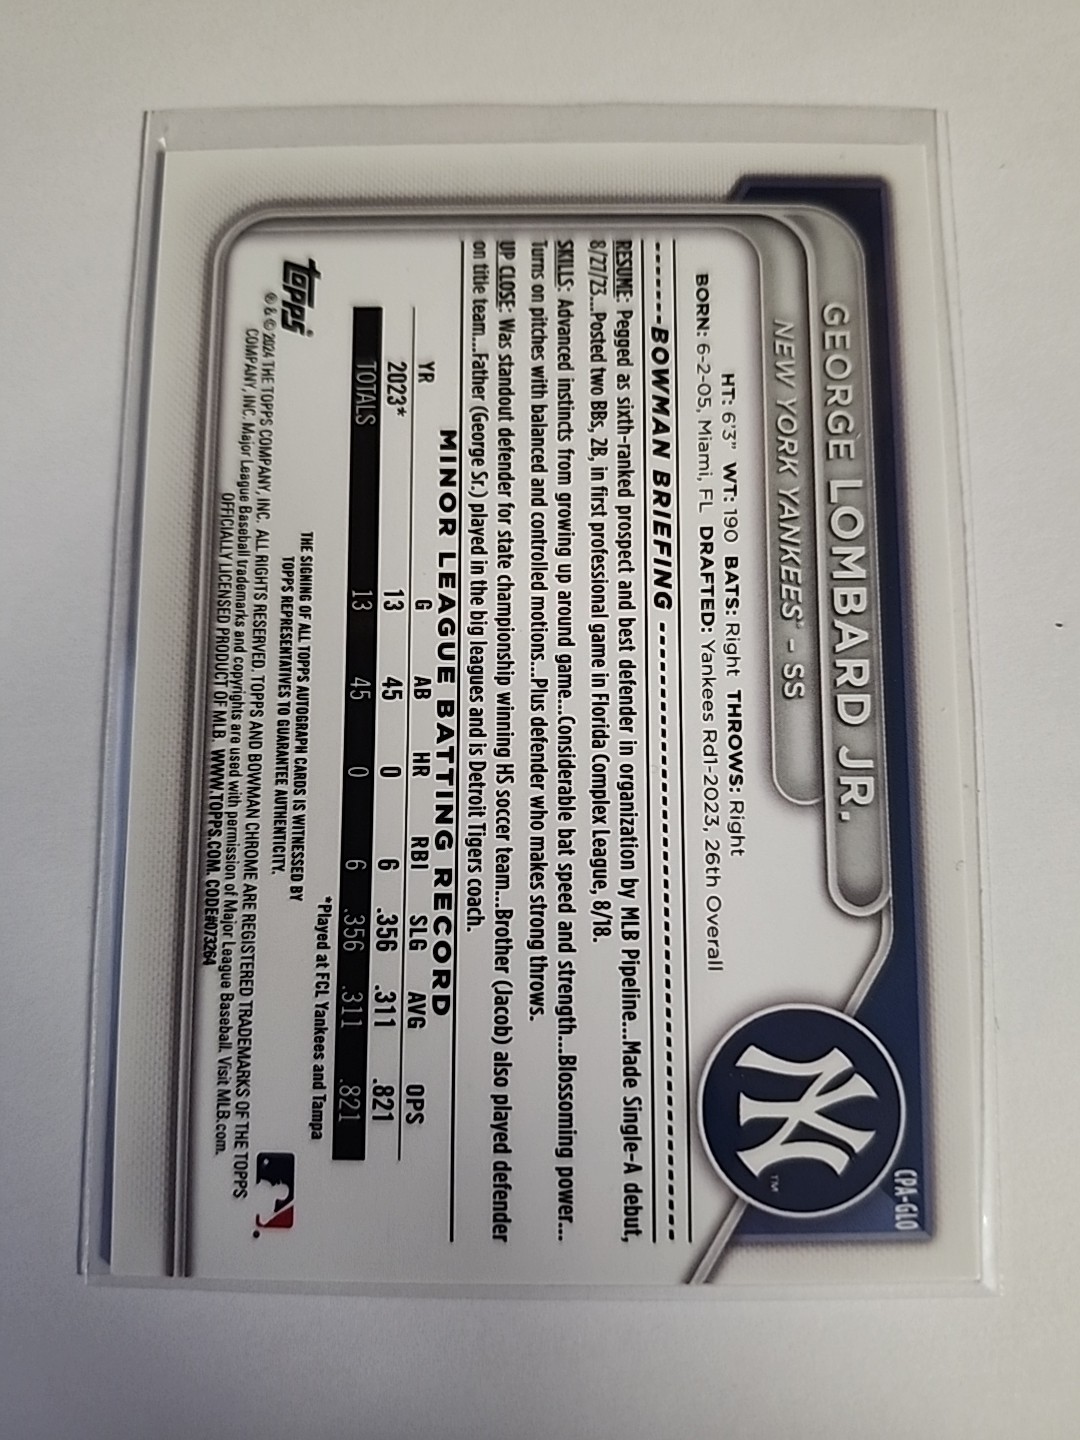 CPA-GLO
GEORGE LOMBARD JR.
NEW YORK YANKEES® - SS
NY
TM
HT: 6'3" WT: 190 BATS: Right THROWS: Right
BORN: 6-2-05, Miami, FL DRAFTED: Yankees Rd1-2023, 26th Overall
BOWMAN BRIEFING
RESUME: Pegged as sixth-ranked prospect and best defender in organization by MLB Pipeline....Made Single-A debut,
8/27/23...Posted two BBs, 2B, in first professional game in Florida Complex League, 8/18.
SKILLS: Advanced instincts from growing up around game....Considerable bat speed and strength....Blossoming power....
Turns on pitches with balanced and controlled motions....Plus defender who makes strong throws.
UP CLOSE: Was standout defender for state championship winning HS soccer team....Brother (Jacob) also played defender
on title team....Father (George Sr.) played in the big leagues and is Detroit Tigers coach.
MINOR LEAGUE BATTING RECORD
YR G AB HR RBI SLG AVG OPS
2023* 13 45 0 6 .356 .311 .821
TOTALS 13 45 0 6 .356 .311 .821
*Played at FCL Yankees and Tampa
THE SIGNING OF ALL TOPPS AUTOGRAPH CARDS IS WITNESSED BY
TOPPS REPRESENTATIVES TO GUARANTEE AUTHENTICITY.
topps
® & © 2024 THE TOPPS COMPANY, INC. ALL RIGHTS RESERVED. TOPPS AND BOWMAN CHROME ARE REGISTERED TRADEMARKS OF THE TOPPS
COMPANY, INC. Major League Baseball trademarks and copyrights are used with permission of Major League Baseball. Visit MLB.com.
OFFICIALLY LICENSED PRODUCT OF MLB. WWW.TOPPS.COM. CODE#073264